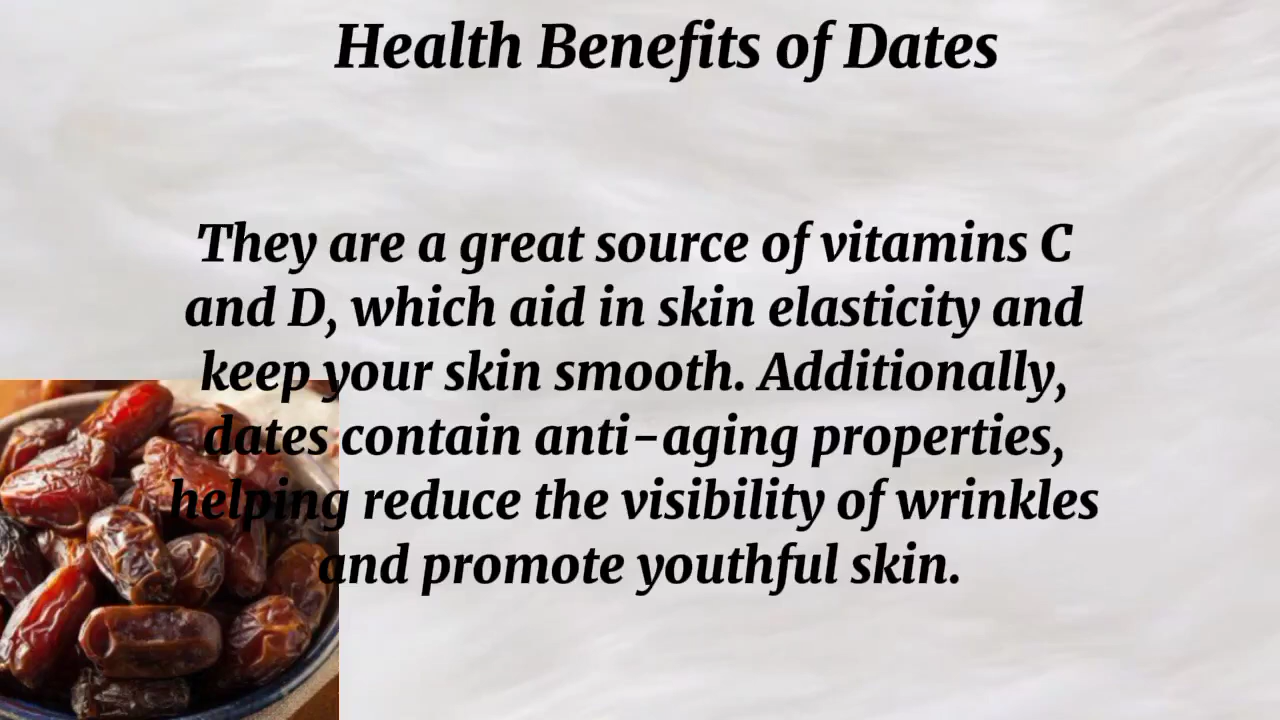 Health Benefits of Dates
They are a great source of vitamins C
and D, which aid in skin elasticity and
keep your skin smooth. Additionally,
dates contain anti-aging properties,
helping reduce the visibility of wrinkles
and promote youthful skin.